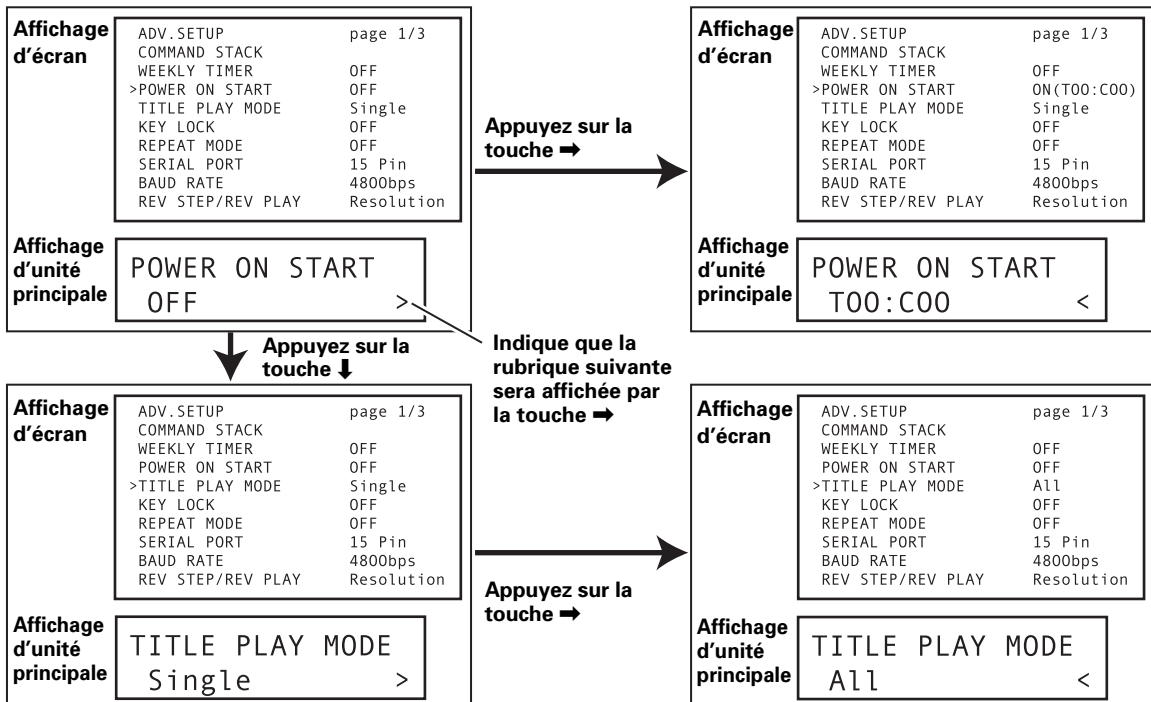 Affichage
d'écran
ADV.SETUP page 1/3
COMMAND STACK
WEEKLY TIMER OFF
>POWER ON START OFF
TITLE PLAY MODE Single
KEY LOCK OFF
REPEAT MODE OFF
SERIAL PORT 15 Pin
BAUD RATE 4800bps
REV STEP/REV PLAY Resolution
Affichage
d'unité
principale
POWER ON START
OFF >
Appuyez sur la
touche ➡
Affichage
d'écran
ADV.SETUP page 1/3
COMMAND STACK
WEEKLY TIMER OFF
>POWER ON START ON(T00:C00)
TITLE PLAY MODE Single
KEY LOCK OFF
REPEAT MODE OFF
SERIAL PORT 15 Pin
BAUD RATE 4800bps
REV STEP/REV PLAY Resolution
Affichage
d'unité
principale
POWER ON START
T00:C00 <
Appuyez sur la
touche ⬇
Indique que la
rubrique suivante
sera affichée par
la touche ➡
Affichage
d'écran
ADV.SETUP page 1/3
COMMAND STACK
WEEKLY TIMER OFF
POWER ON START OFF
>TITLE PLAY MODE Single
KEY LOCK OFF
REPEAT MODE OFF
SERIAL PORT 15 Pin
BAUD RATE 4800bps
REV STEP/REV PLAY Resolution
Affichage
d'unité
principale
TITLE PLAY MODE
Single >
Appuyez sur la
touche ➡
Affichage
d'écran
ADV.SETUP page 1/3
COMMAND STACK
WEEKLY TIMER OFF
POWER ON START OFF
>TITLE PLAY MODE All
KEY LOCK OFF
REPEAT MODE OFF
SERIAL PORT 15 Pin
BAUD RATE 4800bps
REV STEP/REV PLAY Resolution
Affichage
d'unité
principale
TITLE PLAY MODE
All <